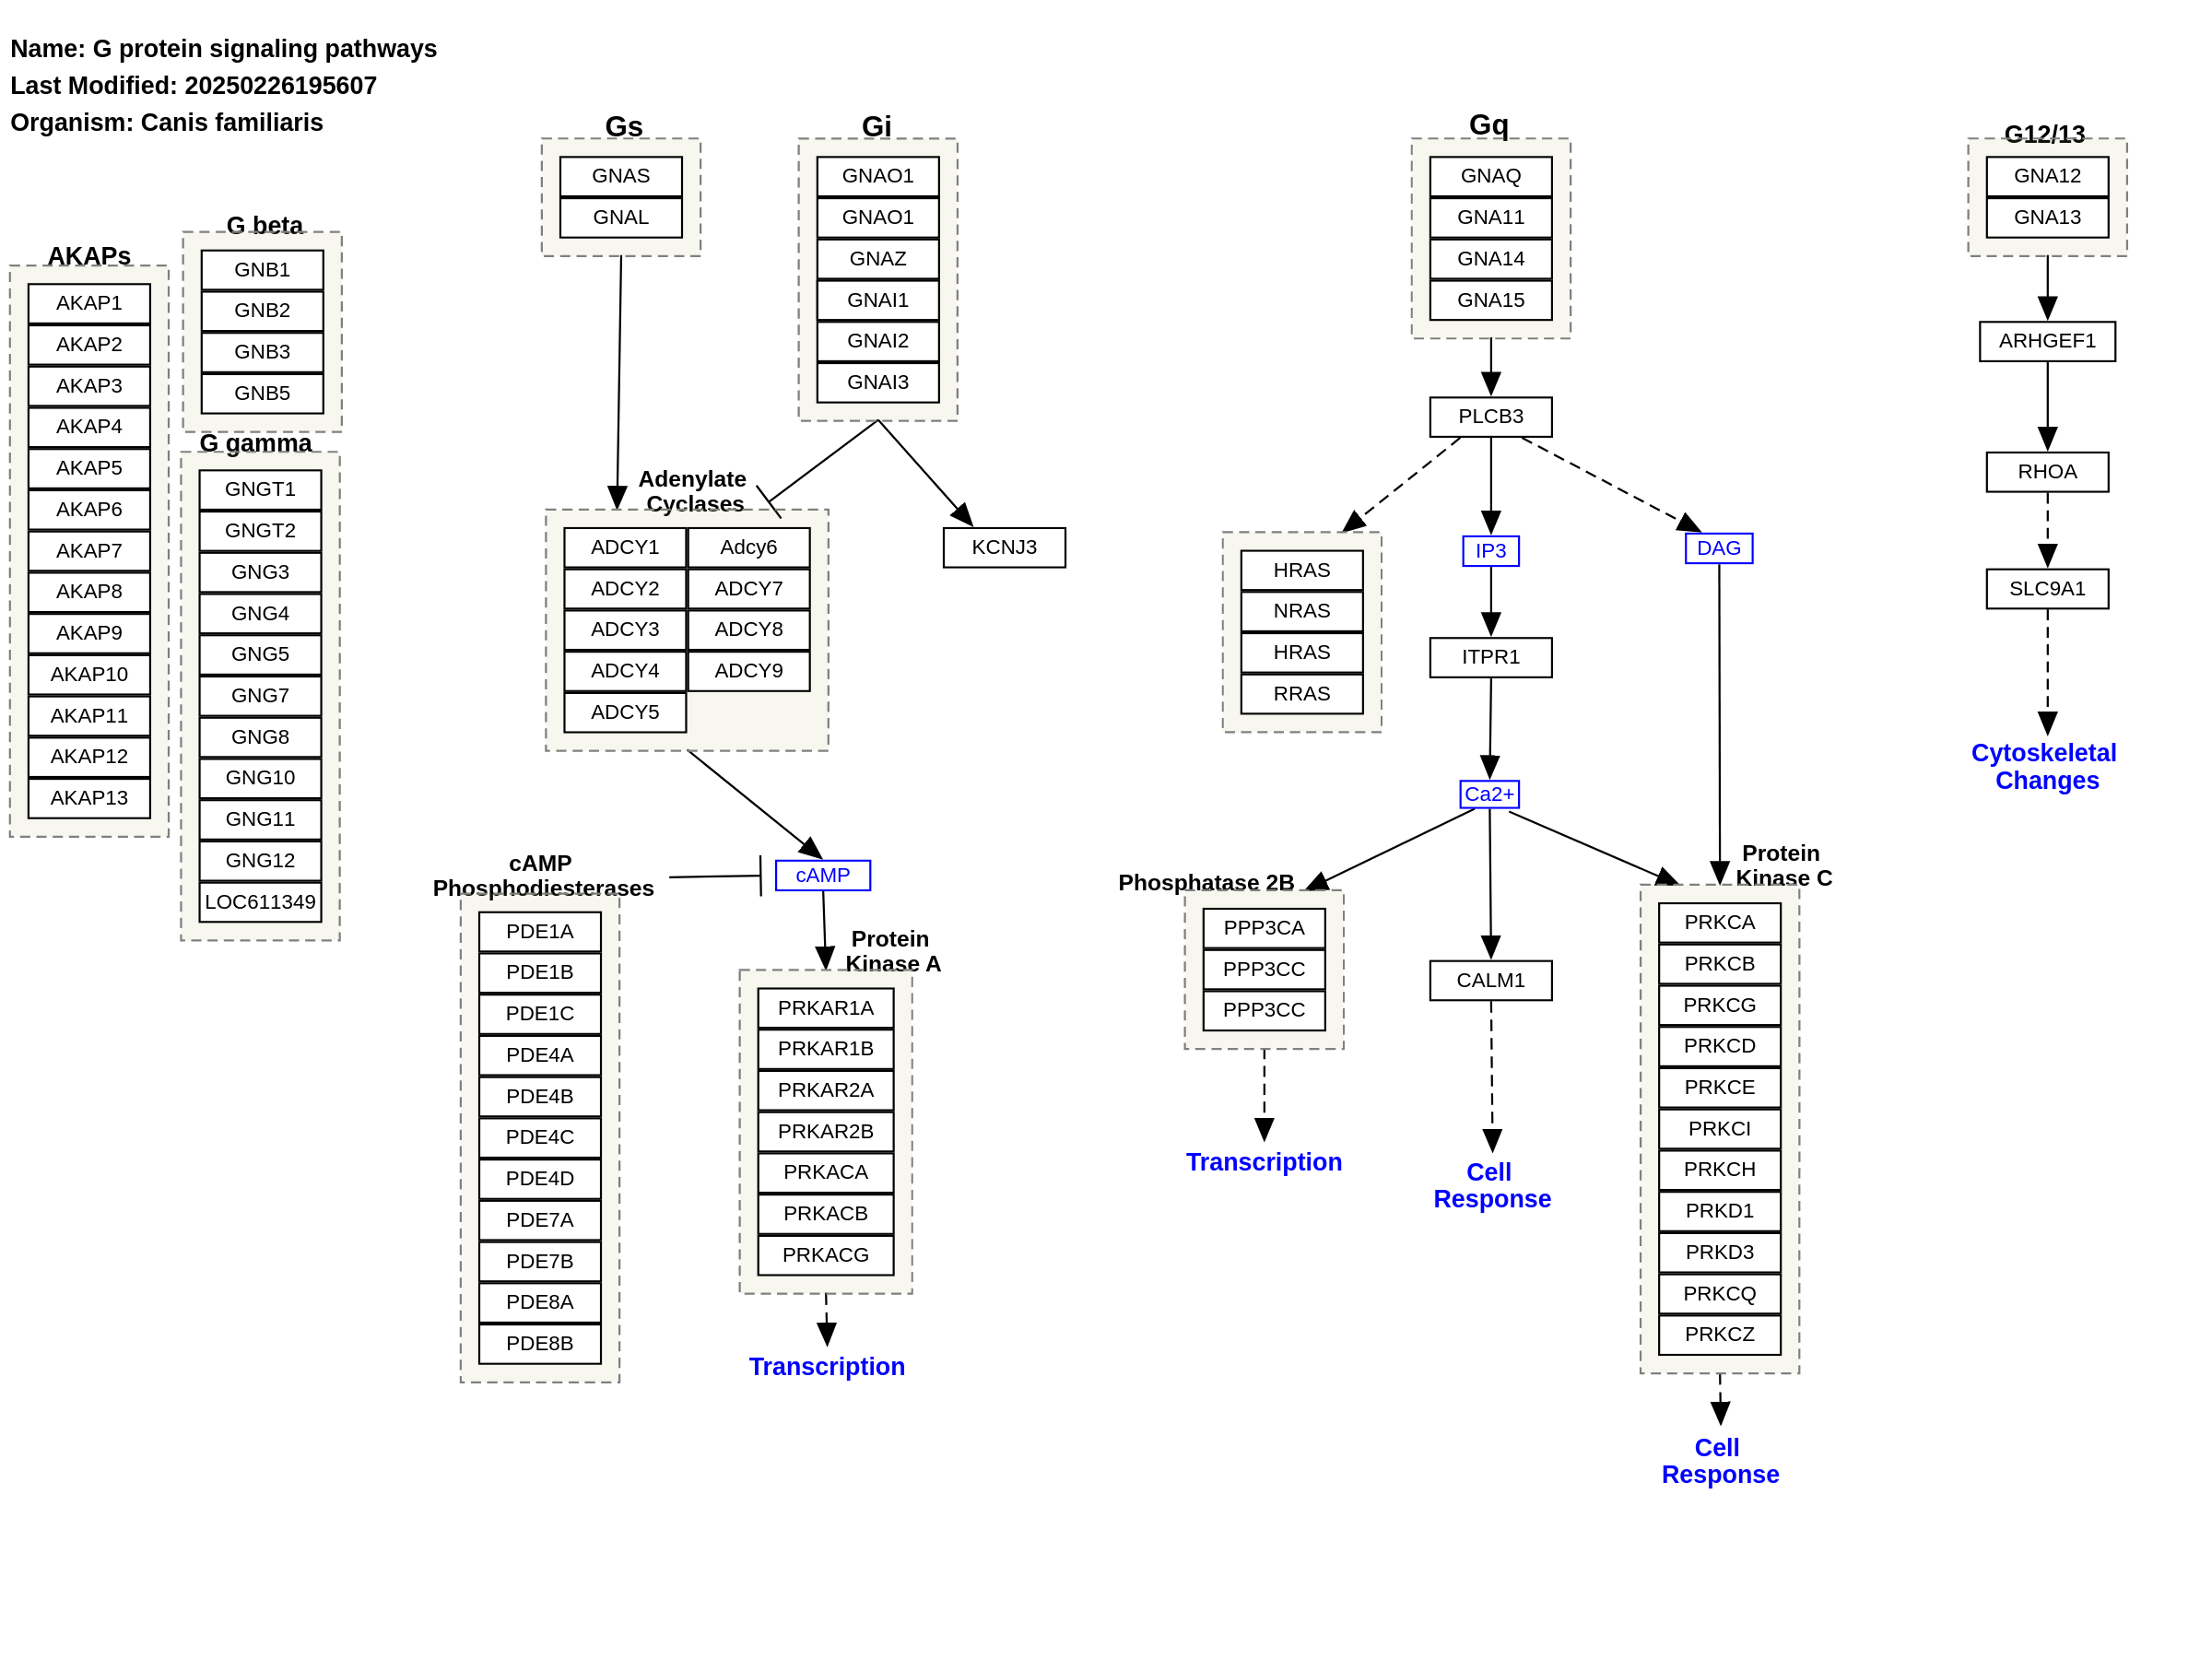 Name: G protein signaling pathways
Last Modified: 20250226195607
Organism: Canis familiaris
AKAPs
AKAP1
AKAP2
AKAP3
AKAP4
AKAP5
AKAP6
AKAP7
AKAP8
AKAP9
AKAP10
AKAP11
AKAP12
AKAP13
G beta
GNB1
GNB2
GNB3
GNB5
G gamma
GNGT1
GNGT2
GNG3
GNG4
GNG5
GNG7
GNG8
GNG10
GNG11
GNG12
LOC611349
Gs
GNAS
GNAL
Gi
GNAO1
GNAO1
GNAZ
GNAI1
GNAI2
GNAI3
Adenylate
Cyclases
ADCY1
ADCY2
ADCY3
ADCY4
ADCY5
Adcy6
ADCY7
ADCY8
ADCY9
KCNJ3
cAMP
Phosphodiesterases
PDE1A
PDE1B
PDE1C
PDE4A
PDE4B
PDE4C
PDE4D
PDE7A
PDE7B
PDE8A
PDE8B
cAMP
Protein
Kinase A
PRKAR1A
PRKAR1B
PRKAR2A
PRKAR2B
PRKACA
PRKACB
PRKACG
Transcription
Gq
GNAQ
GNA11
GNA14
GNA15
PLCB3
HRAS
NRAS
HRAS
RRAS
IP3
DAG
ITPR1
Ca2+
Phosphatase 2B
PPP3CA
PPP3CC
PPP3CC
Transcription
CALM1
Cell
Response
Protein
Kinase C
PRKCA
PRKCB
PRKCG
PRKCD
PRKCE
PRKCI
PRKCH
PRKD1
PRKD3
PRKCQ
PRKCZ
Cell
Response
G12/13
GNA12
GNA13
ARHGEF1
RHOA
SLC9A1
Cytoskeletal
Changes